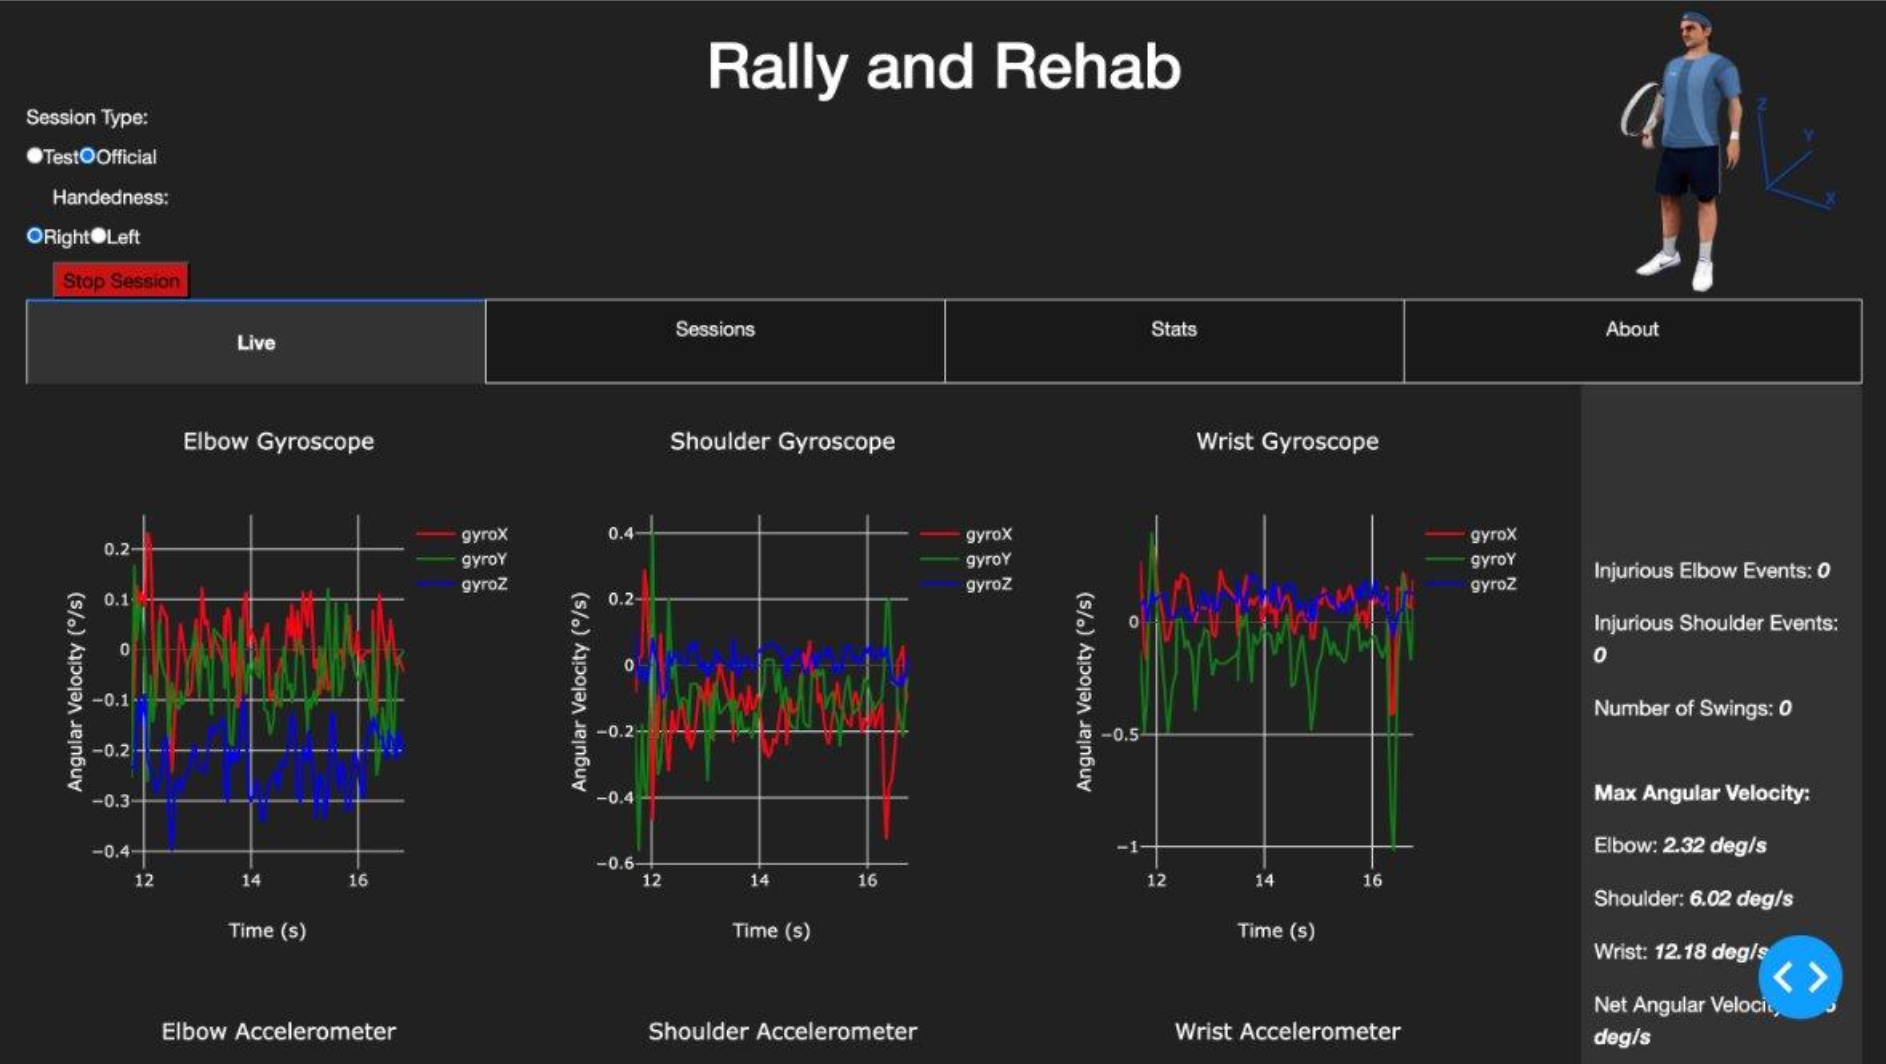 Rally and Rehab
Session Type:
Test Official
Handedness:
Right Left
Stop Session
Z
Y
X
Live
Sessions
Stats
About
Elbow Gyroscope
gyroX
gyroY
gyroZ
Angular Velocity (°/s)
0.2
0.1
0
−0.1
−0.2
−0.3
−0.4
12 14 16
Time (s)
Shoulder Gyroscope
gyroX
gyroY
gyroZ
Angular Velocity (°/s)
0.4
0.2
0
−0.2
−0.4
−0.6
12 14 16
Time (s)
Wrist Gyroscope
gyroX
gyroY
gyroZ
Angular Velocity (°/s)
0
−0.5
−1
12 14 16
Time (s)
Injurious Elbow Events: 0
Injurious Shoulder Events:
0
Number of Swings: 0
Max Angular Velocity:
Elbow: 2.32 deg/s
Shoulder: 6.02 deg/s
Wrist: 12.18 deg/s
Net Angular
deg/s
Elbow Accelerometer
Shoulder Accelerometer
Wrist Accelerometer